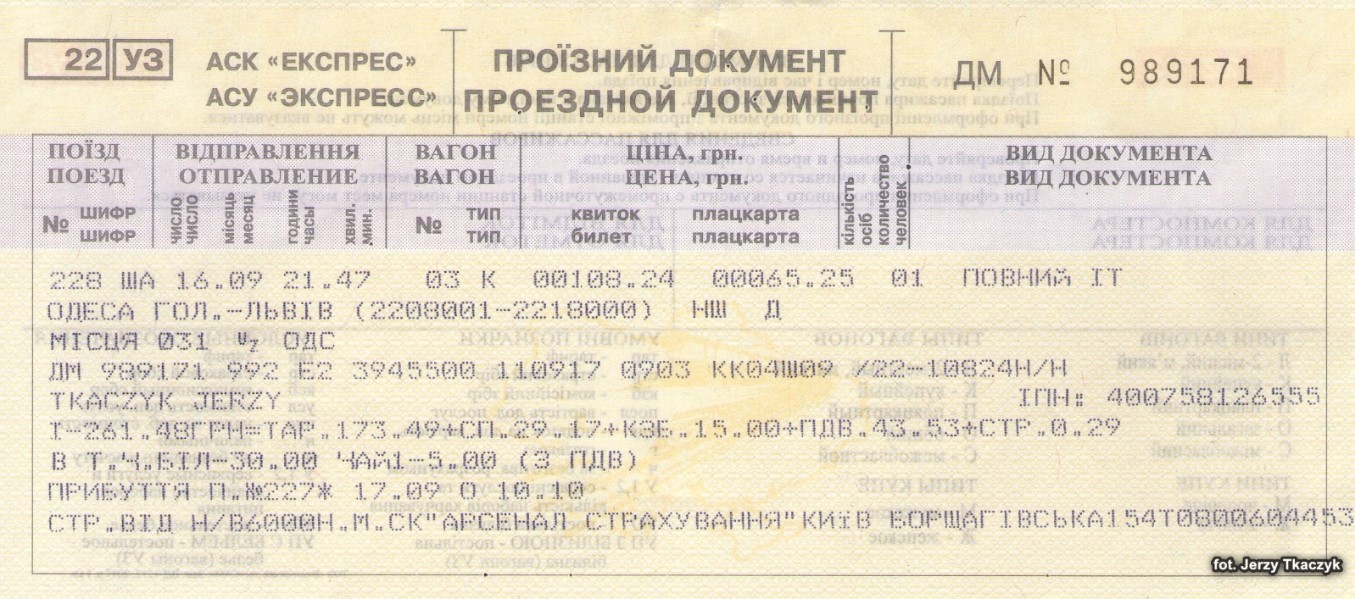 22 УЗ АСК «ЕКСПРЕС» ПРОЇЗНИЙ ДОКУМЕНТ ДМ № 989171
АСУ «ЭКСПРЕСС» ПРОЕЗДНОЙ ДОКУМЕНТ
ПОЇЗД ВІДПРАВЛЕННЯ ВАГОН ЦІНА, грн. ВИД ДОКУМЕНТА
ПОЕЗД ОТПРАВЛЕНИЕ ВАГОН ЦЕНА, грн. ВИД ДОКУМЕНТА
№ шифр число місяць години хвил. № тип квиток плацкарта кількість осіб
шифр число месяц часы мин. тип билет плацкарта количество человек
228 ША 16.09 21.47 03 К 00108.24 00065.25 01 ПОВНИЙ ІТ
ОДЕСА ГОЛ.-ЛЬВІВ (2208001-2218000) НШ Д
МІСЦЯ 031 ОДС
ДМ 989171 992 Е2 3945500 110917 0903 КК04Ш09 /22-10824Н/Н
TKACZYK JERZY ІПН: 400758126555
І-261.48ГРН=ТАР.173.49+СП.29.17+КЗБ.15.00+ПДВ.43.53+СТР.0.29
В Т.Ч.БІЛ-30.00 ЧАЙ1-5.00 (З ПДВ)
ПРИБУТТЯ П.№227* 17.09 О 10.10
СТР.ВІД Н/В6000Н.М.СК"АРСЕНАЛ СТРАХУВАННЯ"КИїВ БОРЩАГІВСЬКА154Т0800604453
fot. Jerzy Tkaczyk